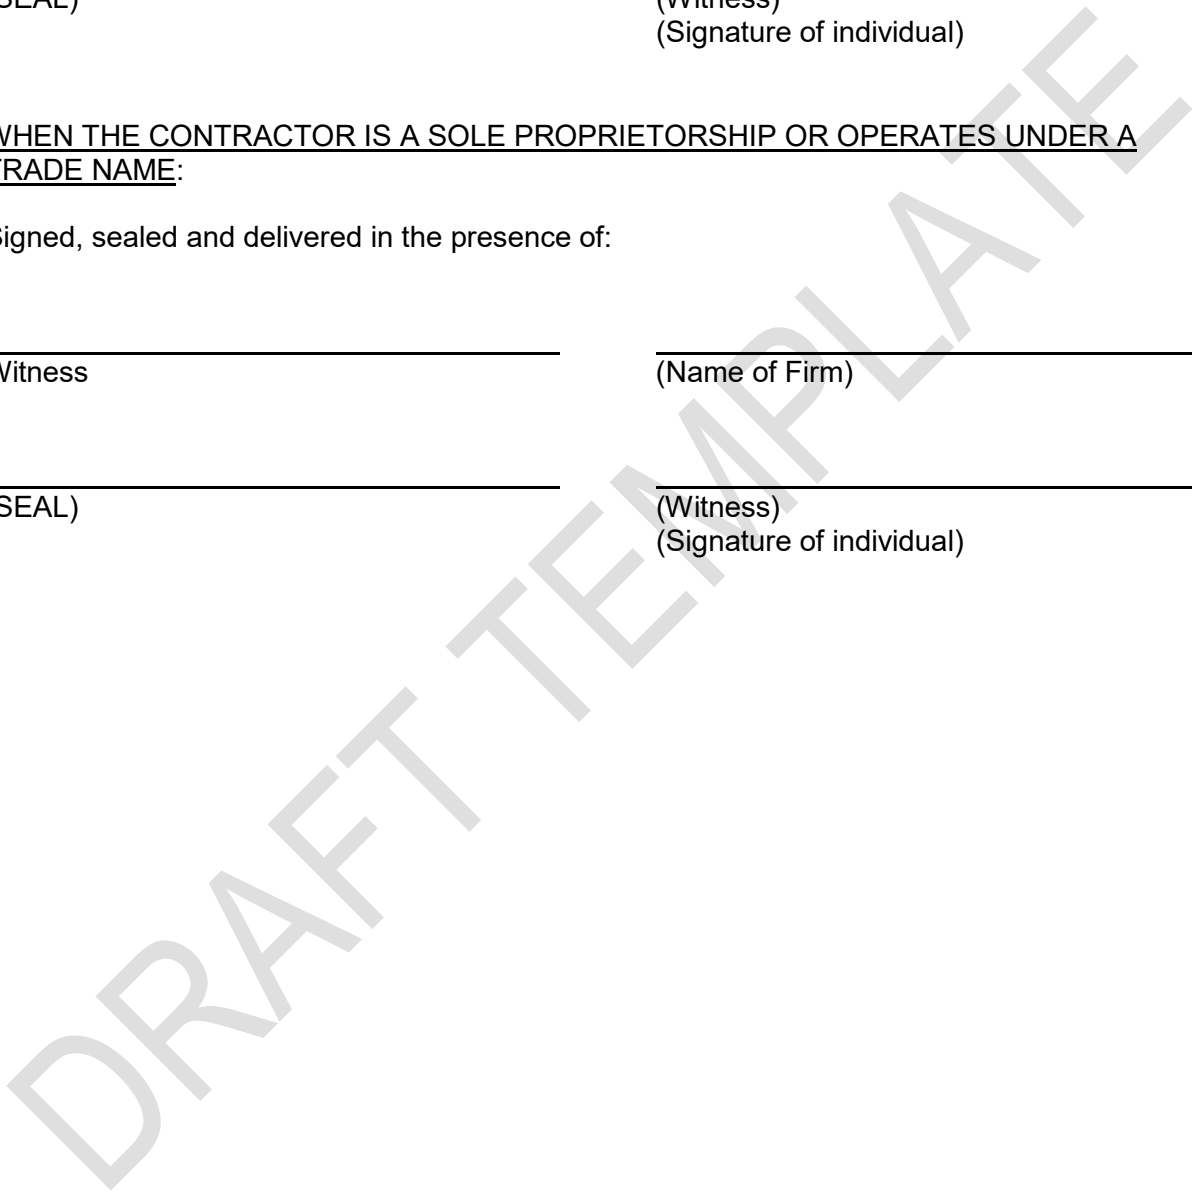 SEAL) (Witness)
(Signature of individual)
WHEN THE CONTRACTOR IS A SOLE PROPRIETORSHIP OR OPERATES UNDER A
TRADE NAME:
Signed, sealed and delivered in the presence of:
Witness (Name of Firm)
SEAL) (Witness)
(Signature of individual)
DRAFT TEMPLATE